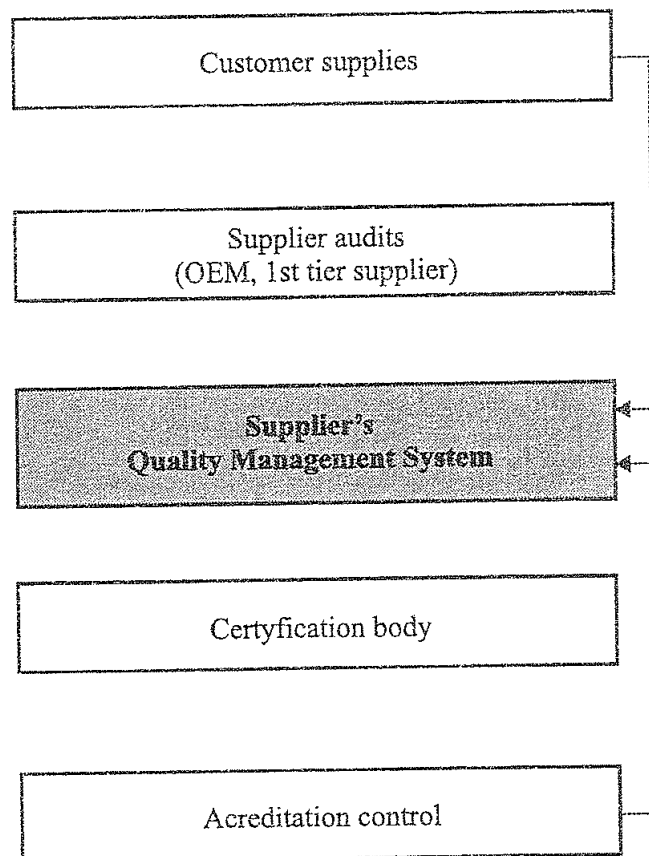 Customer supplies
Supplier audits
(OEM, 1st tier supplier)
Supplier's
Quality Management System
Certyfication body
Acreditation control